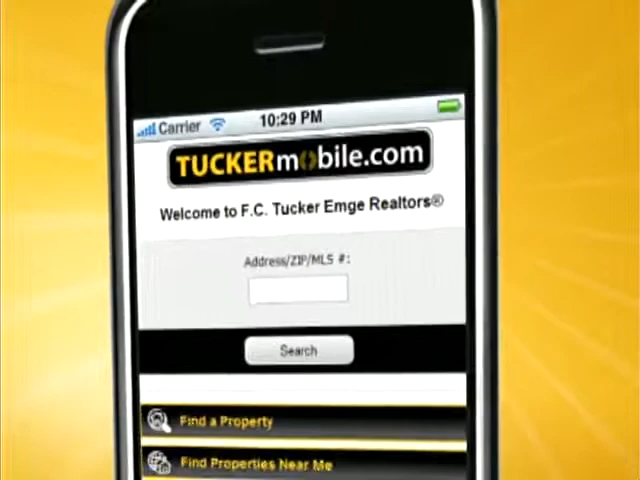 Carrier 10:29 PM
TUCKERmobile.com
Welcome to F.C. Tucker Emge Realtors®
Address/ZIP/MLS #:
Search
Find a Property
Find Properties Near Me